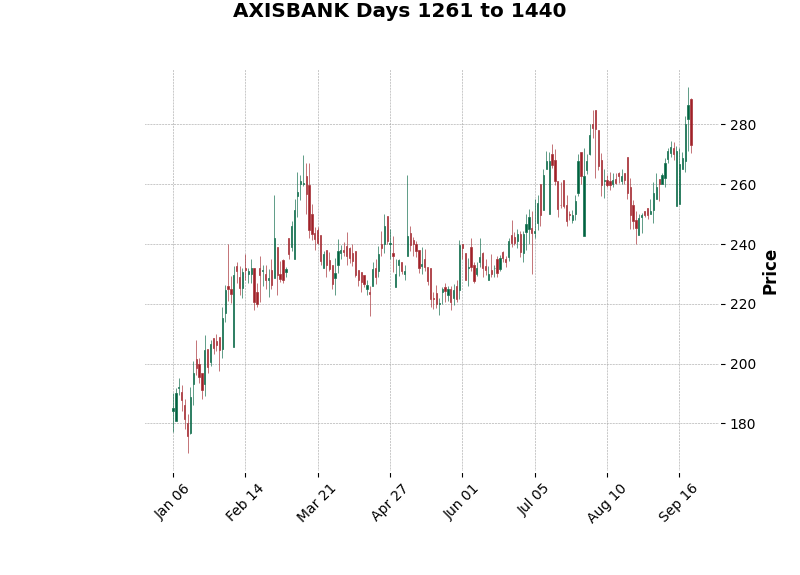 AXISBANK Days 1261 to 1440
280
260
240
220
200
180
Price
Jan 06
Feb 14
Mar 21
Apr 27
Jun 01
Jul 05
Aug 10
Sep 16